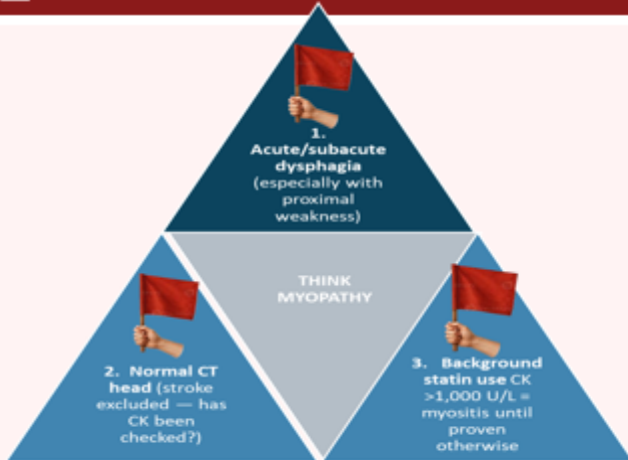 1.
Acute/subacute
dysphagia
(especially with
proximal
weakness)
THINK
MYOPATHY
2. Normal CT
head (stroke
excluded — has
CK been
checked?)
3. Background
statin use CK
>1,000 U/L =
myositis until
proven
otherwise